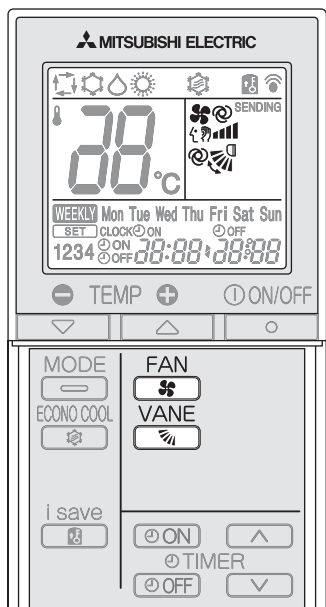 MITSUBISHI ELECTRIC
SENDING
88°C
WEEKLY Mon Tue Wed Thu Fri Sat Sun
SET CLOCK ON OFF
1234 ON OFF 88:88 88:88
TEMP ON/OFF
MODE FAN
ECONO COOL VANE
i save
ON
TIMER
OFF